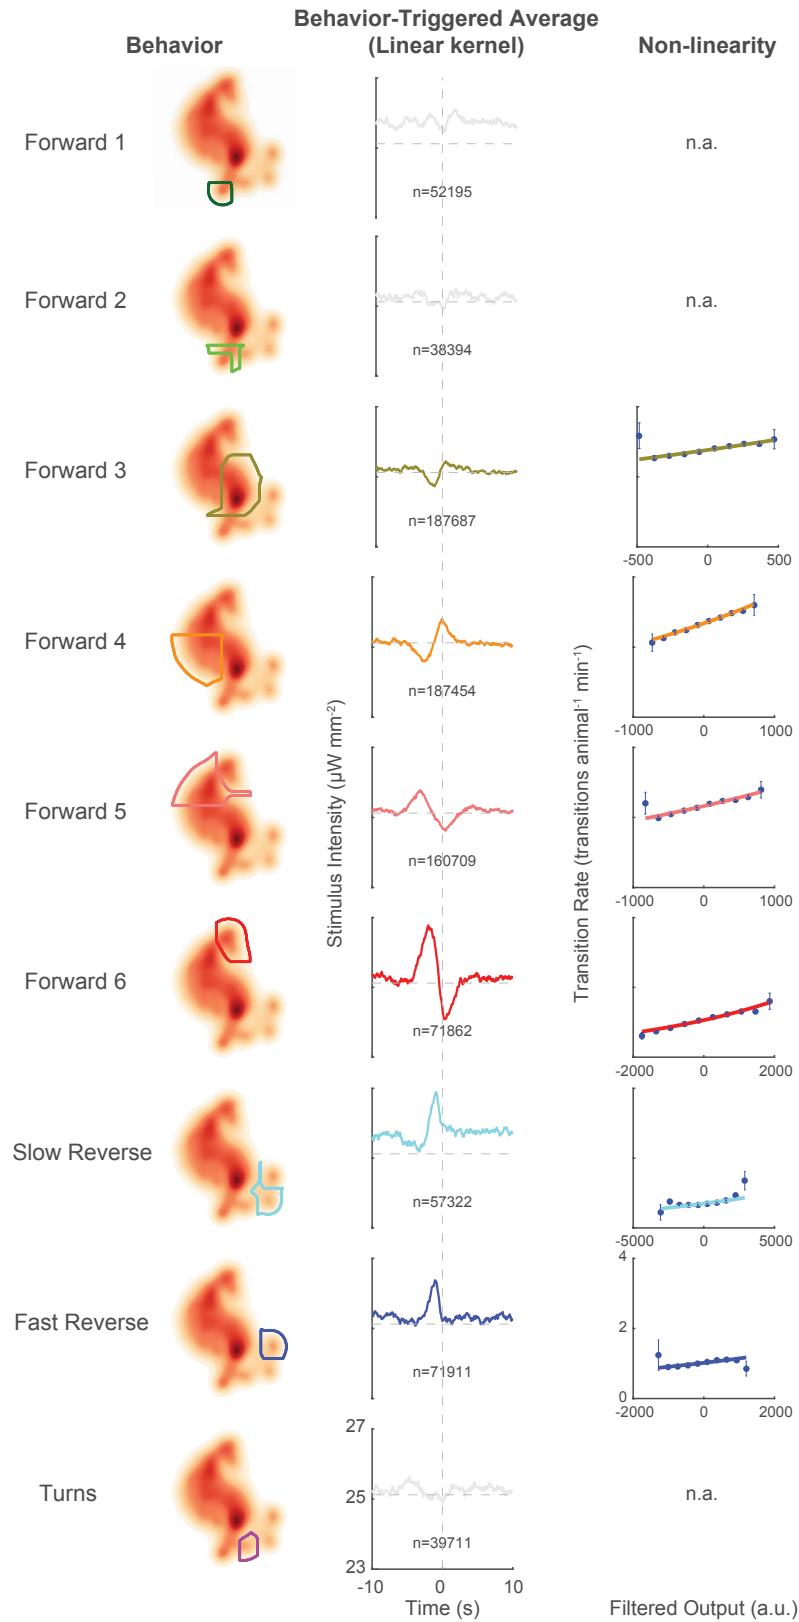 Behavior
Behavior-Triggered Average
(Linear kernel)
Non-linearity
Forward 1
n=52195
n.a.
Forward 2
n=38394
n.a.
Forward 3
n=187687
-500 0 500
Forward 4
n=187454
-1000 0 1000
Forward 5
n=160709
-1000 0 1000
Forward 6
n=71862
-2000 0 2000
Slow Reverse
n=57322
-5000 0 5000
Fast Reverse
n=71911
4
2
0
-2000 0 2000
Turns
27
25
23
n=39711
n.a.
-10 0 10
Time (s)
Filtered Output (a.u.)
Stimulus Intensity (µW mm⁻²)
Transition Rate (transitions animal⁻¹ min⁻¹)